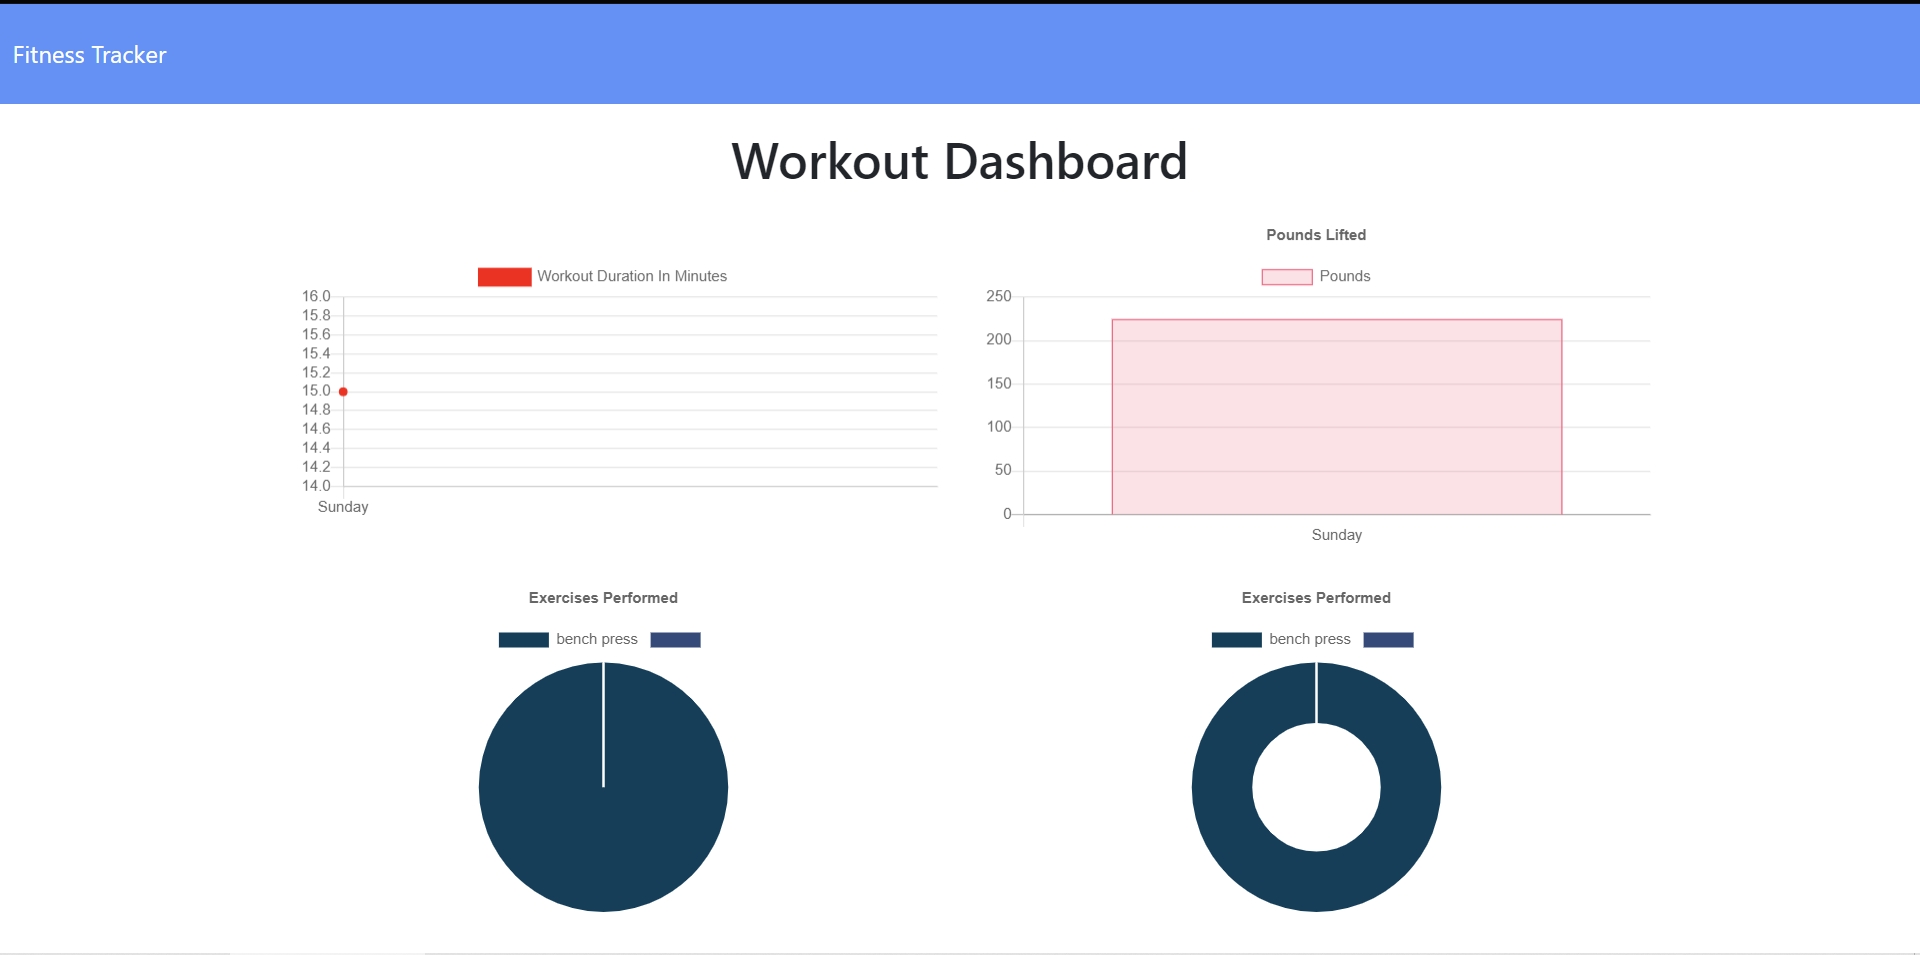 Fitness Tracker
Workout Dashboard
Workout Duration In Minutes
16.0
15.8
15.6
15.4
15.2
15.0
14.8
14.6
14.4
14.2
14.0
Sunday
Pounds Lifted
Pounds
250
200
150
100
50
0
Sunday
Exercises Performed
bench press
Exercises Performed
bench press